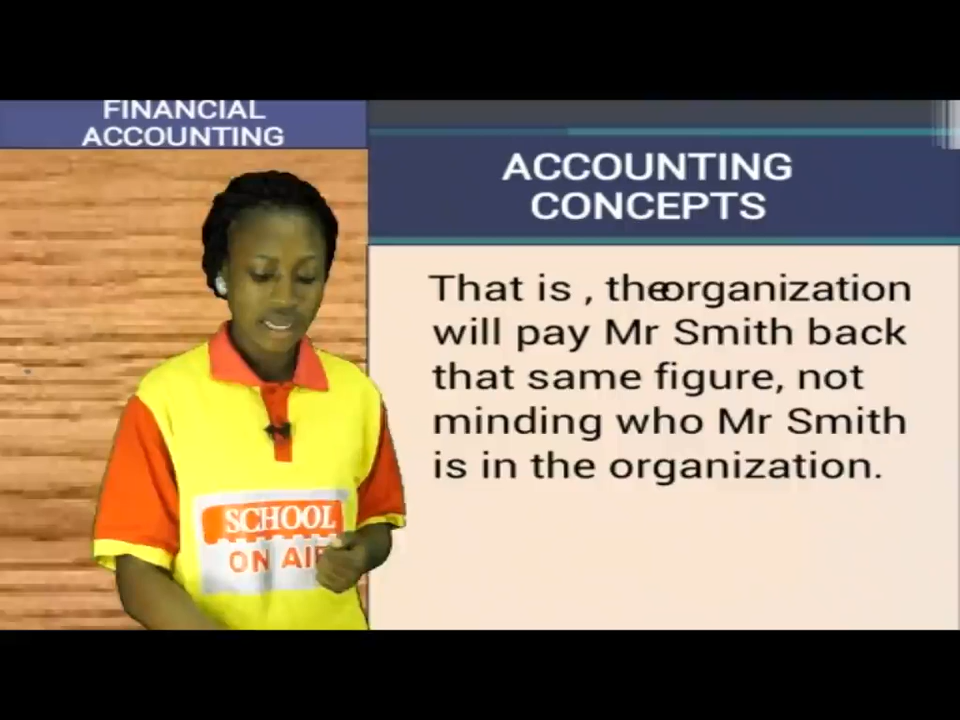 FINANCIAL
ACCOUNTING
ACCOUNTING
CONCEPTS
That is , theorganization
will pay Mr Smith back
that same figure, not
minding who Mr Smith
is in the organization.
SCHOOL
ON AIR